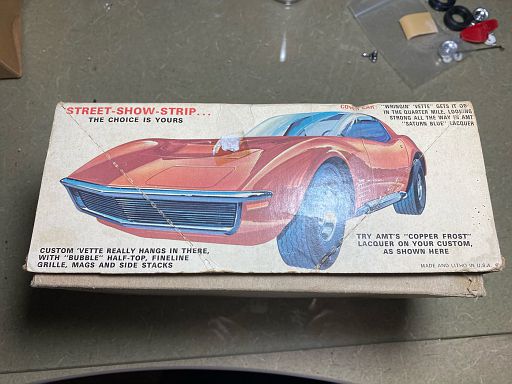 STREET-SHOW-STRIP...
THE CHOICE IS YOURS
COVER CAR: "WRINGIN' 'VETTE" GETS IT ON
IN THE QUARTER MILE, LOOKING
STRONG ALL THE WAY IN AMT
"SATURN BLUE" LACQUER
CUSTOM 'VETTE REALLY HANGS IN THERE,
WITH "BUBBLE" HALF-TOP, FINELINE
GRILLE, MAGS AND SIDE STACKS
TRY AMT'S "COPPER FROST"
LACQUER ON YOUR CUSTOM,
AS SHOWN HERE
MADE AND LITHO IN U.S.A.